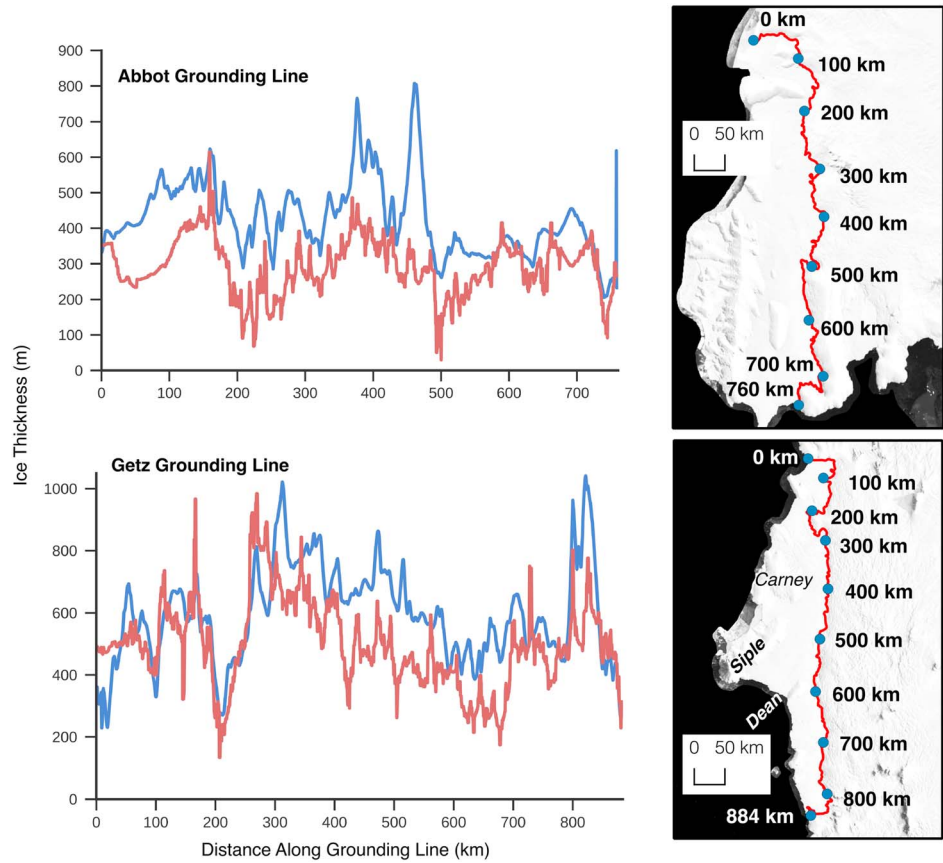 Abbot Grounding Line
900
800
700
600
500
400
300
200
100
0
0 100 200 300 400 500 600 700
Ice Thickness (m)
Getz Grounding Line
1000
800
600
400
200
0
0 100 200 300 400 500 600 700 800
Distance Along Grounding Line (km)
0 km
100 km
200 km
0 50 km
300 km
400 km
500 km
600 km
700 km
760 km
0 km
100 km
200 km
300 km
Carney
400 km
500 km
Siple
600 km
Dean
700 km
0 50 km
800 km
884 km